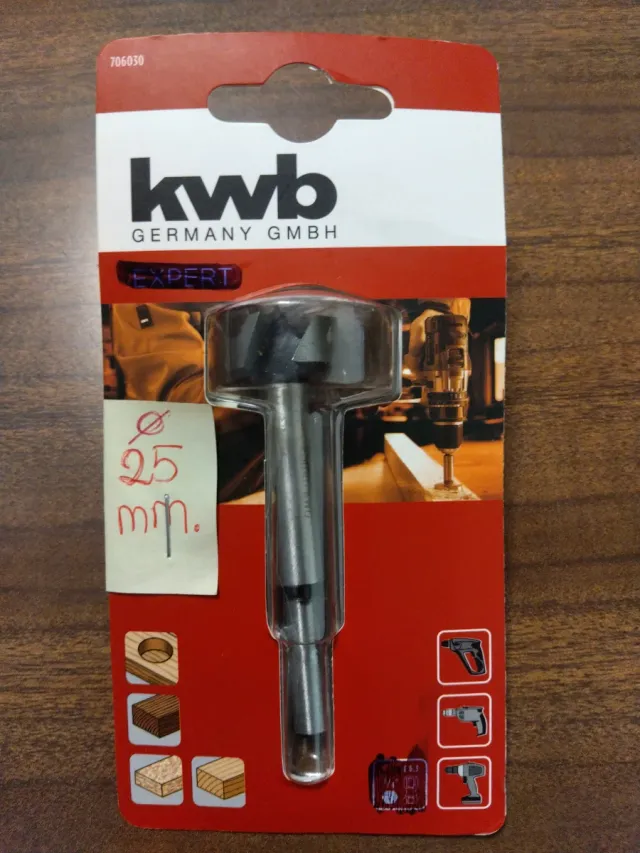 706030
kwb
GERMANY GMBH
EXPERT
⌀
25
mm.